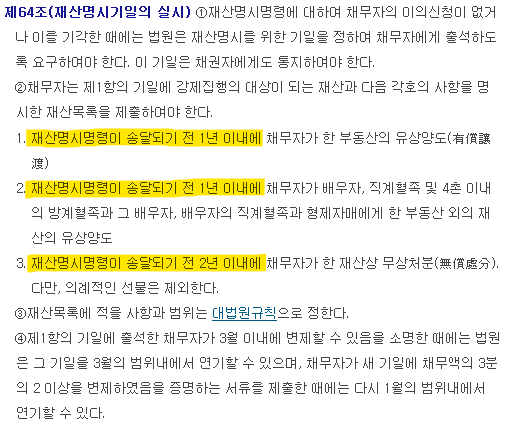 제64조(재산명시기일의 실시) ①재산명시명령에 대하여 채무자의 이의신청이 없거
나 이를 기각한 때에는 법원은 재산명시를 위한 기일을 정하여 채무자에게 출석하도
록 요구하여야 한다. 이 기일은 채권자에게도 통지하여야 한다.
②채무자는 제1항의 기일에 강제집행의 대상이 되는 재산과 다음 각호의 사항을 명
시한 재산목록을 제출하여야 한다.
1. 재산명시명령이 송달되기 전 1년 이내에 채무자가 한 부동산의 유상양도(有償讓
渡)
2. 재산명시명령이 송달되기 전 1년 이내에 채무자가 배우자, 직계혈족 및 4촌 이내
의 방계혈족과 그 배우자, 배우자의 직계혈족과 형제자매에게 한 부동산 외의 재
산의 유상양도
3. 재산명시명령이 송달되기 전 2년 이내에 채무자가 한 재산상 무상처분(無償處分).
다만, 의례적인 선물은 제외한다.
③재산목록에 적을 사항과 범위는 대법원규칙으로 정한다.
④제1항의 기일에 출석한 채무자가 3월 이내에 변제할 수 있음을 소명한 때에는 법원
은 그 기일을 3월의 범위내에서 연기할 수 있으며, 채무자가 새 기일에 채무액의 3분
의 2 이상을 변제하였음을 증명하는 서류를 제출한 때에는 다시 1월의 범위내에서
연기할 수 있다.